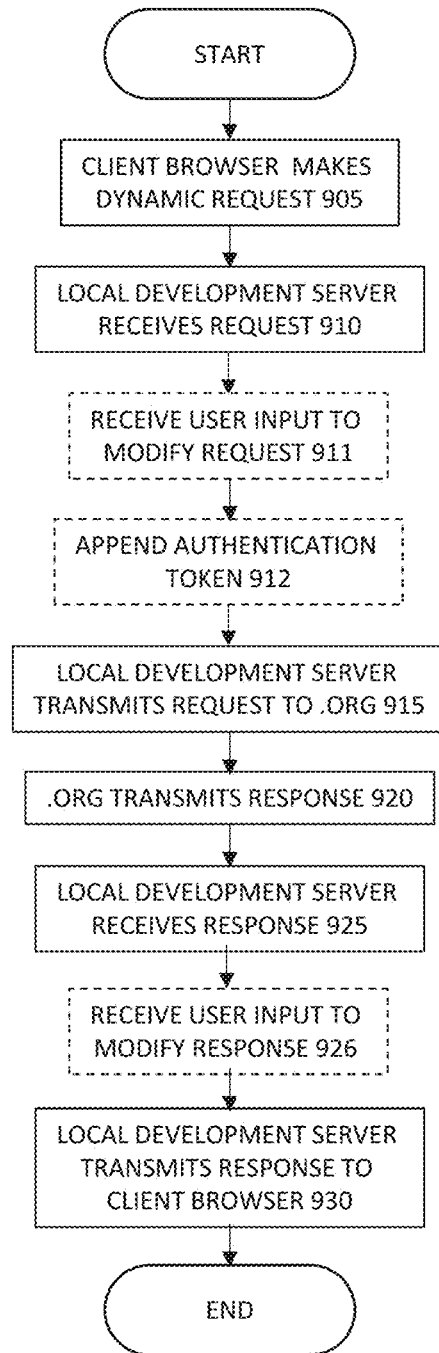 START
CLIENT BROWSER MAKES
DYNAMIC REQUEST 905
LOCAL DEVELOPMENT SERVER
RECEIVES REQUEST 910
RECEIVE USER INPUT TO
MODIFY REQUEST 911
APPEND AUTHENTICATION
TOKEN 912
LOCAL DEVELOPMENT SERVER
TRANSMITS REQUEST TO .ORG 915
.ORG TRANSMITS RESPONSE 920
LOCAL DEVELOPMENT SERVER
RECEIVES RESPONSE 925
RECEIVE USER INPUT TO
MODIFY RESPONSE 926
LOCAL DEVELOPMENT SERVER
TRANSMITS RESPONSE TO
CLIENT BROWSER 930
END